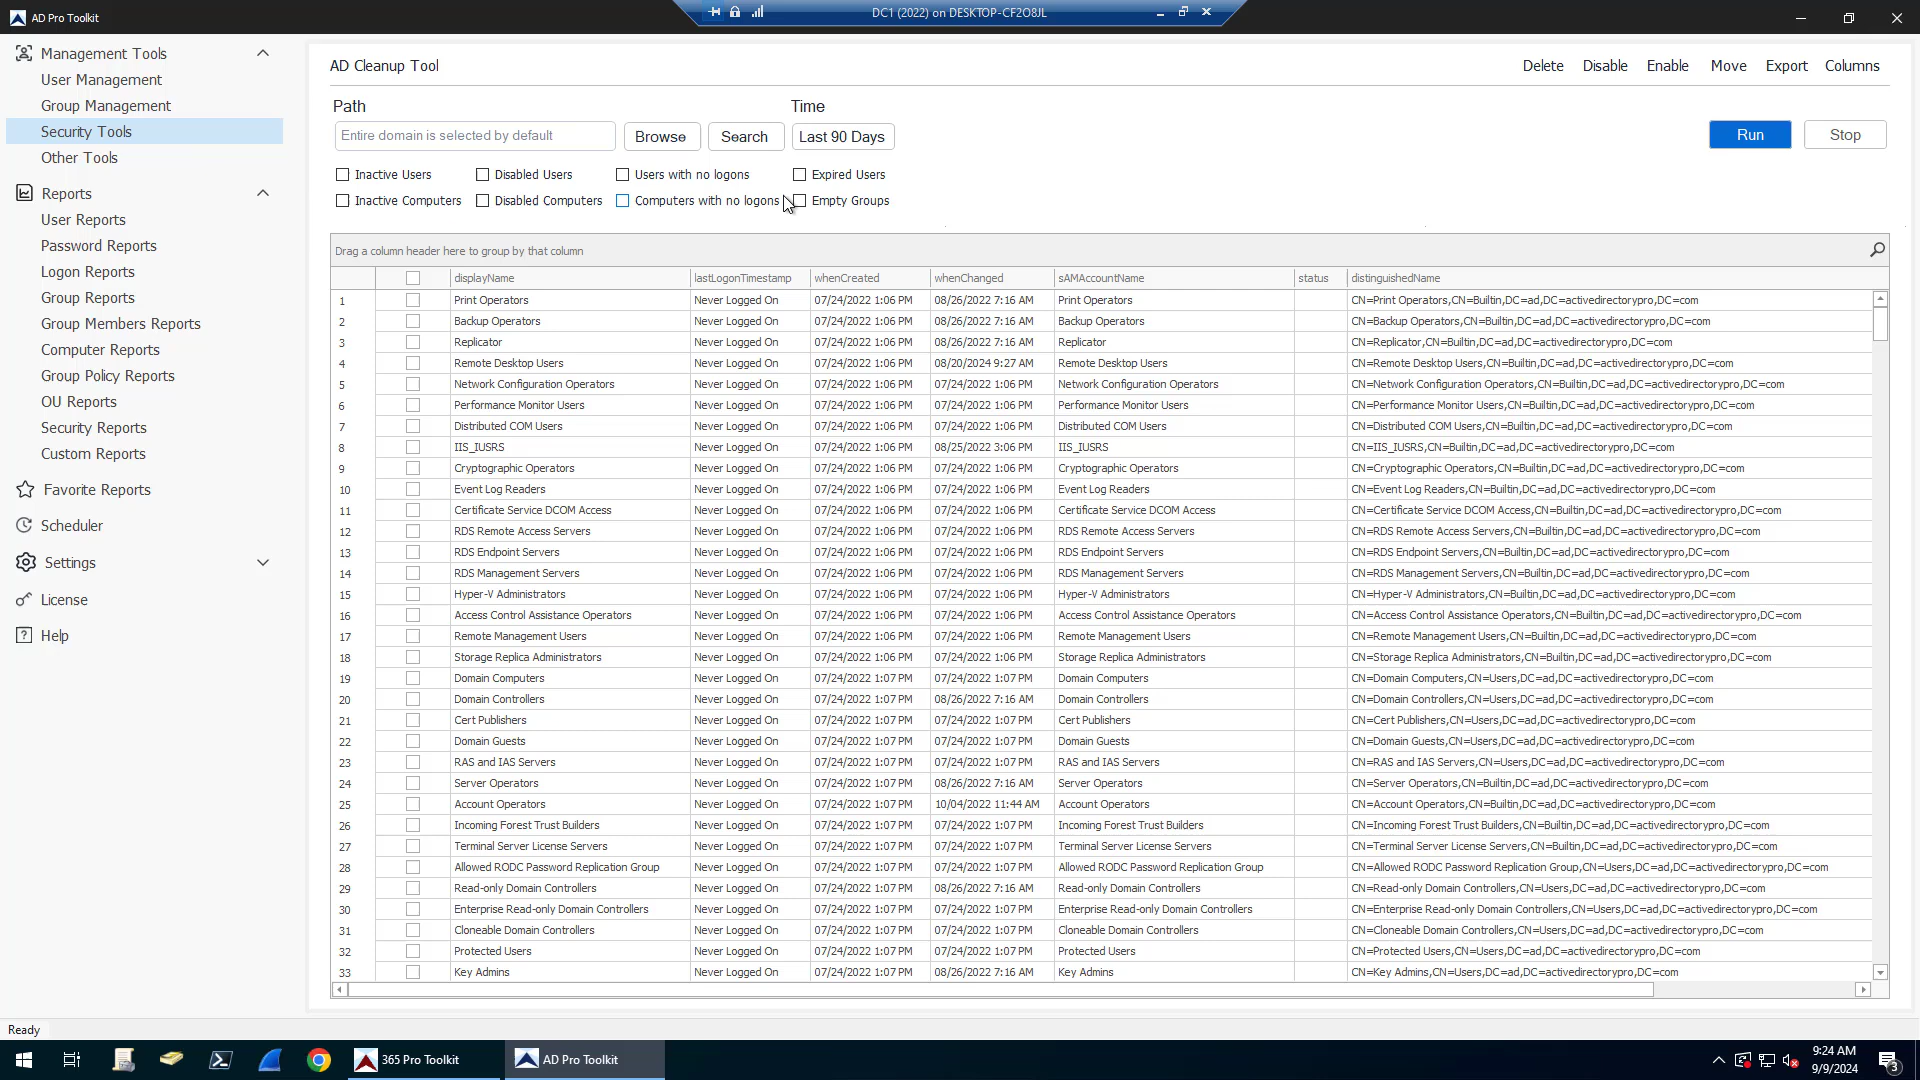 AD Pro Toolkit
DC1 (2022) on DESKTOP-CF2O8JL
Management Tools
User Management
Group Management
Security Tools
Other Tools
Reports
User Reports
Password Reports
Logon Reports
Group Reports
Group Members Reports
Computer Reports
Group Policy Reports
OU Reports
Security Reports
Custom Reports
Favorite Reports
Scheduler
Settings
License
Help
AD Cleanup Tool
Delete Disable Enable Move Export Columns
Path Time
Entire domain is selected by default Browse Search Last 90 Days Run Stop
Inactive Users Disabled Users Users with no logons Expired Users
Inactive Computers Disabled Computers Computers with no logons Empty Groups
Drag a column header here to group by that column
displayName lastLogonTimestamp whenCreated whenChanged sAMAccountName status distinguishedName
1 Print Operators Never Logged On 07/24/2022 1:06 PM 08/26/2022 7:16 AM Print Operators CN=Print Operators,CN=Builtin,DC=ad,DC=activedirectorypro,DC=com
2 Backup Operators Never Logged On 07/24/2022 1:06 PM 08/26/2022 7:16 AM Backup Operators CN=Backup Operators,CN=Builtin,DC=ad,DC=activedirectorypro,DC=com
3 Replicator Never Logged On 07/24/2022 1:06 PM 08/26/2022 7:16 AM Replicator CN=Replicator,CN=Builtin,DC=ad,DC=activedirectorypro,DC=com
4 Remote Desktop Users Never Logged On 07/24/2022 1:06 PM 08/20/2024 9:27 AM Remote Desktop Users CN=Remote Desktop Users,CN=Builtin,DC=ad,DC=activedirectorypro,DC=com
5 Network Configuration Operators Never Logged On 07/24/2022 1:06 PM 07/24/2022 1:06 PM Network Configuration Operators CN=Network Configuration Operators,CN=Builtin,DC=ad,DC=activedirectorypro,DC=com
6 Performance Monitor Users Never Logged On 07/24/2022 1:06 PM 07/24/2022 1:06 PM Performance Monitor Users CN=Performance Monitor Users,CN=Builtin,DC=ad,DC=activedirectorypro,DC=com
7 Distributed COM Users Never Logged On 07/24/2022 1:06 PM 07/24/2022 1:06 PM Distributed COM Users CN=Distributed COM Users,CN=Builtin,DC=ad,DC=activedirectorypro,DC=com
8 IIS_IUSRS Never Logged On 07/24/2022 1:06 PM 08/25/2022 3:06 PM IIS_IUSRS CN=IIS_IUSRS,CN=Builtin,DC=ad,DC=activedirectorypro,DC=com
9 Cryptographic Operators Never Logged On 07/24/2022 1:06 PM 07/24/2022 1:06 PM Cryptographic Operators CN=Cryptographic Operators,CN=Builtin,DC=ad,DC=activedirectorypro,DC=com
10 Event Log Readers Never Logged On 07/24/2022 1:06 PM 07/24/2022 1:06 PM Event Log Readers CN=Event Log Readers,CN=Builtin,DC=ad,DC=activedirectorypro,DC=com
11 Certificate Service DCOM Access Never Logged On 07/24/2022 1:06 PM 07/24/2022 1:06 PM Certificate Service DCOM Access CN=Certificate Service DCOM Access,CN=Builtin,DC=ad,DC=activedirectorypro,DC=com
12 RDS Remote Access Servers Never Logged On 07/24/2022 1:06 PM 07/24/2022 1:06 PM RDS Remote Access Servers CN=RDS Remote Access Servers,CN=Builtin,DC=ad,DC=activedirectorypro,DC=com
13 RDS Endpoint Servers Never Logged On 07/24/2022 1:06 PM 07/24/2022 1:06 PM RDS Endpoint Servers CN=RDS Endpoint Servers,CN=Builtin,DC=ad,DC=activedirectorypro,DC=com
14 RDS Management Servers Never Logged On 07/24/2022 1:06 PM 07/24/2022 1:06 PM RDS Management Servers CN=RDS Management Servers,CN=Builtin,DC=ad,DC=activedirectorypro,DC=com
15 Hyper-V Administrators Never Logged On 07/24/2022 1:06 PM 07/24/2022 1:06 PM Hyper-V Administrators CN=Hyper-V Administrators,CN=Builtin,DC=ad,DC=activedirectorypro,DC=com
16 Access Control Assistance Operators Never Logged On 07/24/2022 1:06 PM 07/24/2022 1:06 PM Access Control Assistance Operators CN=Access Control Assistance Operators,CN=Builtin,DC=ad,DC=activedirectorypro,DC=com
17 Remote Management Users Never Logged On 07/24/2022 1:06 PM 07/24/2022 1:06 PM Remote Management Users CN=Remote Management Users,CN=Builtin,DC=ad,DC=activedirectorypro,DC=com
18 Storage Replica Administrators Never Logged On 07/24/2022 1:06 PM 07/24/2022 1:06 PM Storage Replica Administrators CN=Storage Replica Administrators,CN=Builtin,DC=ad,DC=activedirectorypro,DC=com
19 Domain Computers Never Logged On 07/24/2022 1:07 PM 07/24/2022 1:07 PM Domain Computers CN=Domain Computers,CN=Users,DC=ad,DC=activedirectorypro,DC=com
20 Domain Controllers Never Logged On 07/24/2022 1:07 PM 08/26/2022 7:16 AM Domain Controllers CN=Domain Controllers,CN=Users,DC=ad,DC=activedirectorypro,DC=com
21 Cert Publishers Never Logged On 07/24/2022 1:07 PM 07/24/2022 1:07 PM Cert Publishers CN=Cert Publishers,CN=Users,DC=ad,DC=activedirectorypro,DC=com
22 Domain Guests Never Logged On 07/24/2022 1:07 PM 07/24/2022 1:07 PM Domain Guests CN=Domain Guests,CN=Users,DC=ad,DC=activedirectorypro,DC=com
23 RAS and IAS Servers Never Logged On 07/24/2022 1:07 PM 07/24/2022 1:07 PM RAS and IAS Servers CN=RAS and IAS Servers,CN=Users,DC=ad,DC=activedirectorypro,DC=com
24 Server Operators Never Logged On 07/24/2022 1:07 PM 08/26/2022 7:16 AM Server Operators CN=Server Operators,CN=Builtin,DC=ad,DC=activedirectorypro,DC=com
25 Account Operators Never Logged On 07/24/2022 1:07 PM 10/04/2022 11:44 AM Account Operators CN=Account Operators,CN=Builtin,DC=ad,DC=activedirectorypro,DC=com
26 Incoming Forest Trust Builders Never Logged On 07/24/2022 1:07 PM 07/24/2022 1:07 PM Incoming Forest Trust Builders CN=Incoming Forest Trust Builders,CN=Builtin,DC=ad,DC=activedirectorypro,DC=com
27 Terminal Server License Servers Never Logged On 07/24/2022 1:07 PM 07/24/2022 1:07 PM Terminal Server License Servers CN=Terminal Server License Servers,CN=Builtin,DC=ad,DC=activedirectorypro,DC=com
28 Allowed RODC Password Replication Group Never Logged On 07/24/2022 1:07 PM 07/24/2022 1:07 PM Allowed RODC Password Replication Group CN=Allowed RODC Password Replication Group,CN=Users,DC=ad,DC=activedirectorypro,DC=com
29 Read-only Domain Controllers Never Logged On 07/24/2022 1:07 PM 08/26/2022 7:16 AM Read-only Domain Controllers CN=Read-only Domain Controllers,CN=Users,DC=ad,DC=activedirectorypro,DC=com
30 Enterprise Read-only Domain Controllers Never Logged On 07/24/2022 1:07 PM 07/24/2022 1:07 PM Enterprise Read-only Domain Controllers CN=Enterprise Read-only Domain Controllers,CN=Users,DC=ad,DC=activedirectorypro,DC=com
31 Cloneable Domain Controllers Never Logged On 07/24/2022 1:07 PM 07/24/2022 1:07 PM Cloneable Domain Controllers CN=Cloneable Domain Controllers,CN=Users,DC=ad,DC=activedirectorypro,DC=com
32 Protected Users Never Logged On 07/24/2022 1:07 PM 07/24/2022 1:07 PM Protected Users CN=Protected Users,CN=Users,DC=ad,DC=activedirectorypro,DC=com
33 Key Admins Never Logged On 07/24/2022 1:07 PM 08/26/2022 7:16 AM Key Admins CN=Key Admins,CN=Users,DC=ad,DC=activedirectorypro,DC=com
Ready
365 Pro Toolkit
AD Pro Toolkit
9:24 AM
9/9/2024
3